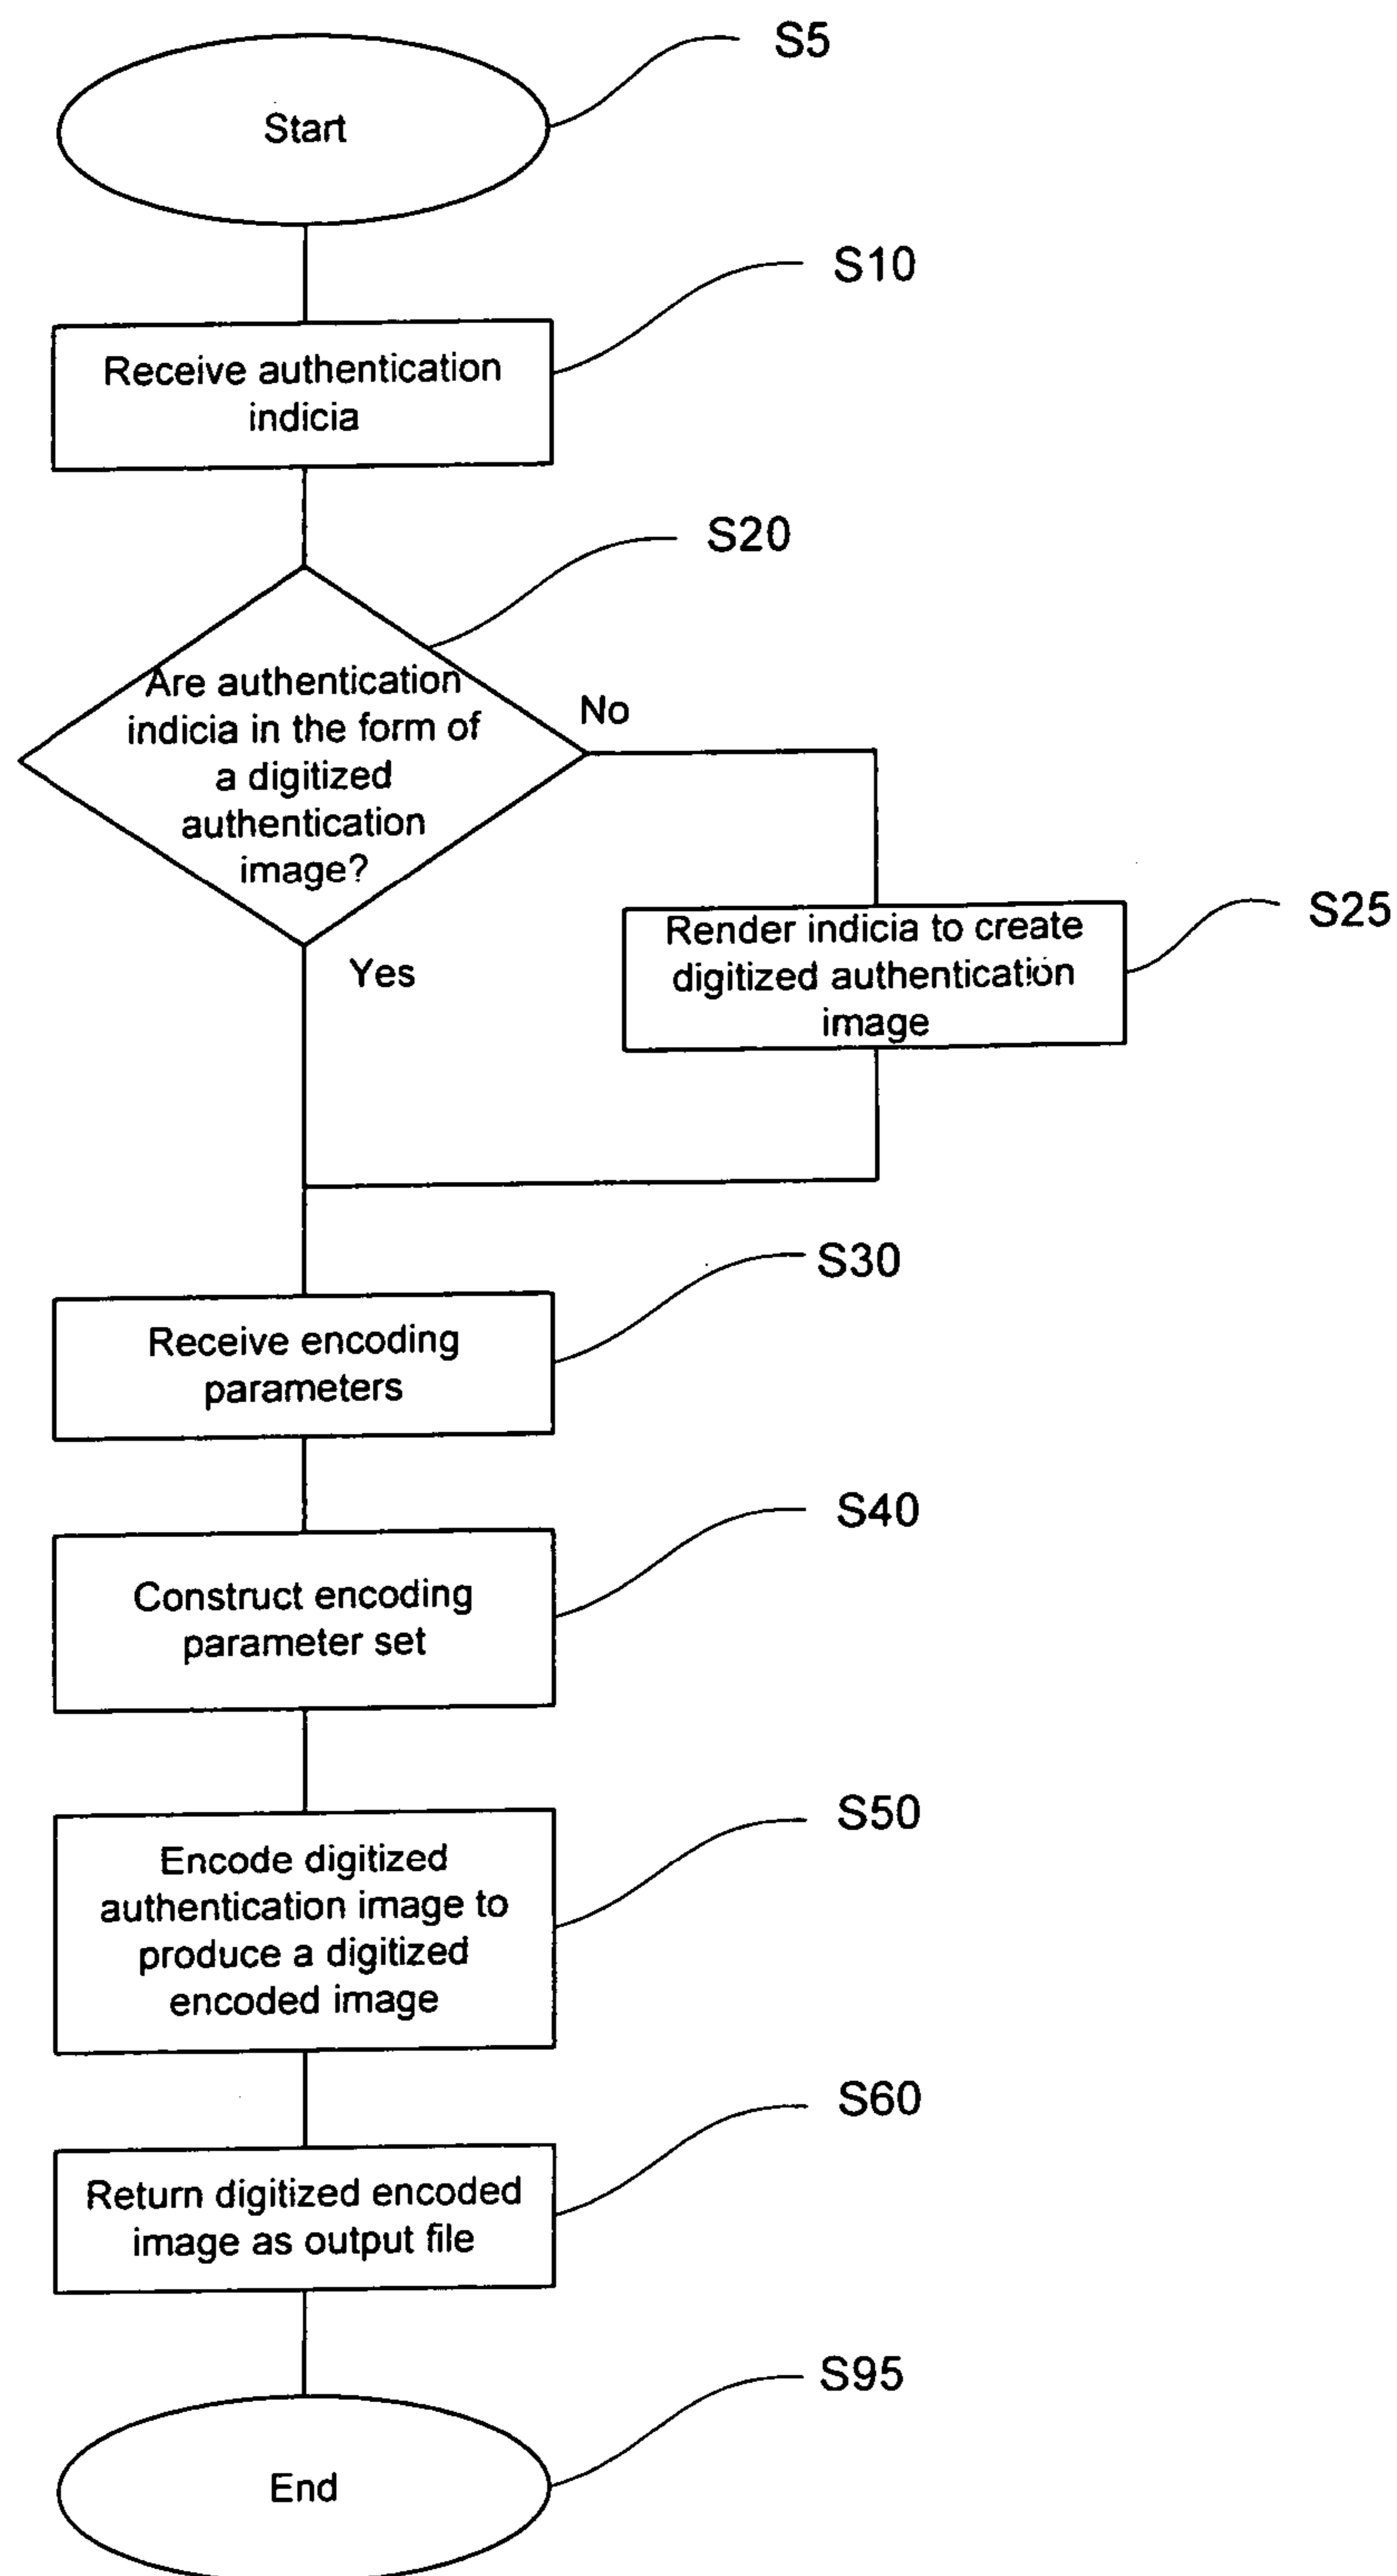 S5
Start
S10
Receive authentication
indicia
S20
Are authentication
indicia in the form of
a digitized
authentication
image?
No
Yes
S25
Render indicia to create
digitized authentication
image
S30
Receive encoding
parameters
S40
Construct encoding
parameter set
S50
Encode digitized
authentication image to
produce a digitized
encoded image
S60
Return digitized encoded
image as output file
S95
End